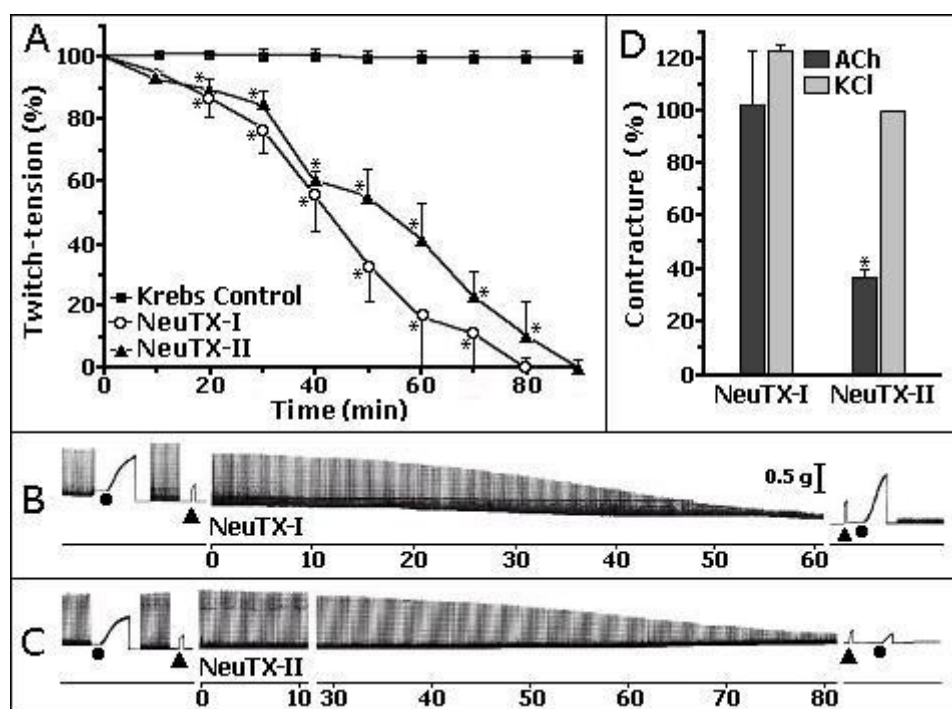 A
Twitch-tension (%)
100
80
60
40
20
0
Krebs Control
NeuTX-I
NeuTX-II
0 20 40 60 80
Time (min)
* * * * * * * * * * * * *
D
Contracture (%)
120
100
80
60
40
20
0
ACh
KCl
*
NeuTX-I NeuTX-II
B
0.5 g
NeuTX-I
0 10 20 30 40 50 60
C
NeuTX-II
0 10 30 40 50 60 70 80